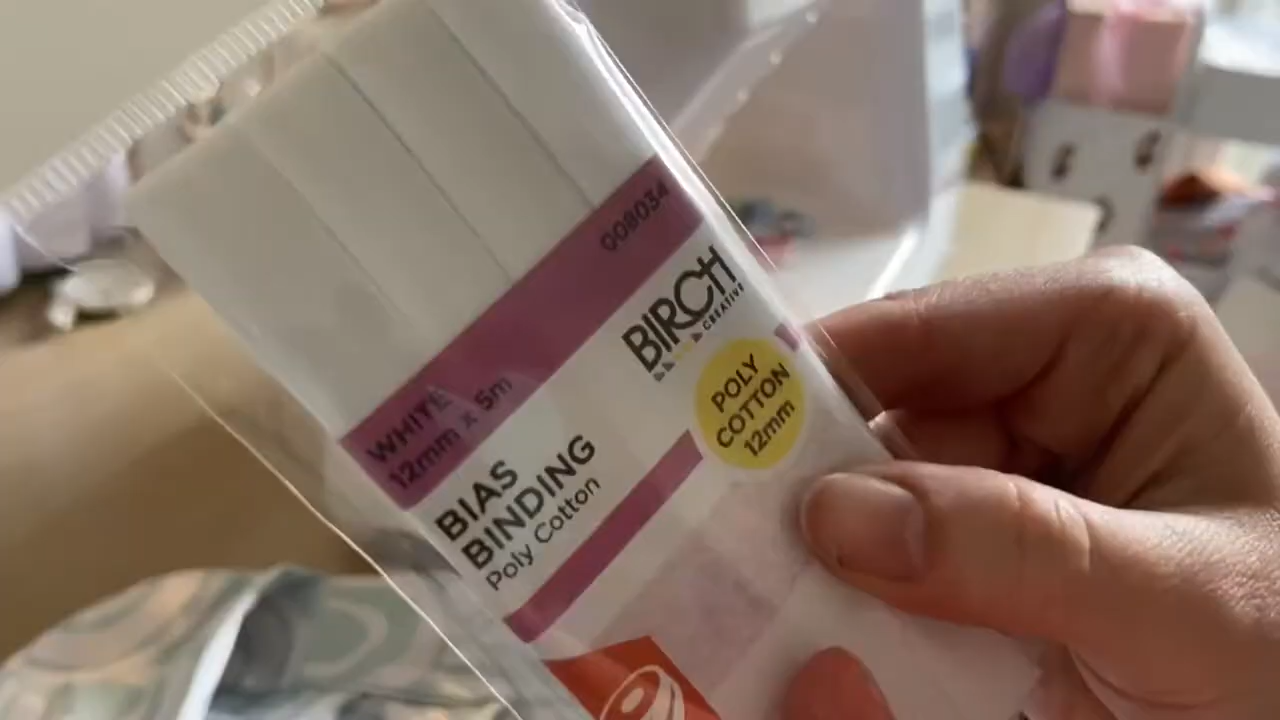 008034
WHITE
12mm x 5m
BIRCH
CREATIVE
BIAS
BINDING
Poly Cotton
POLY
COTTON
12mm